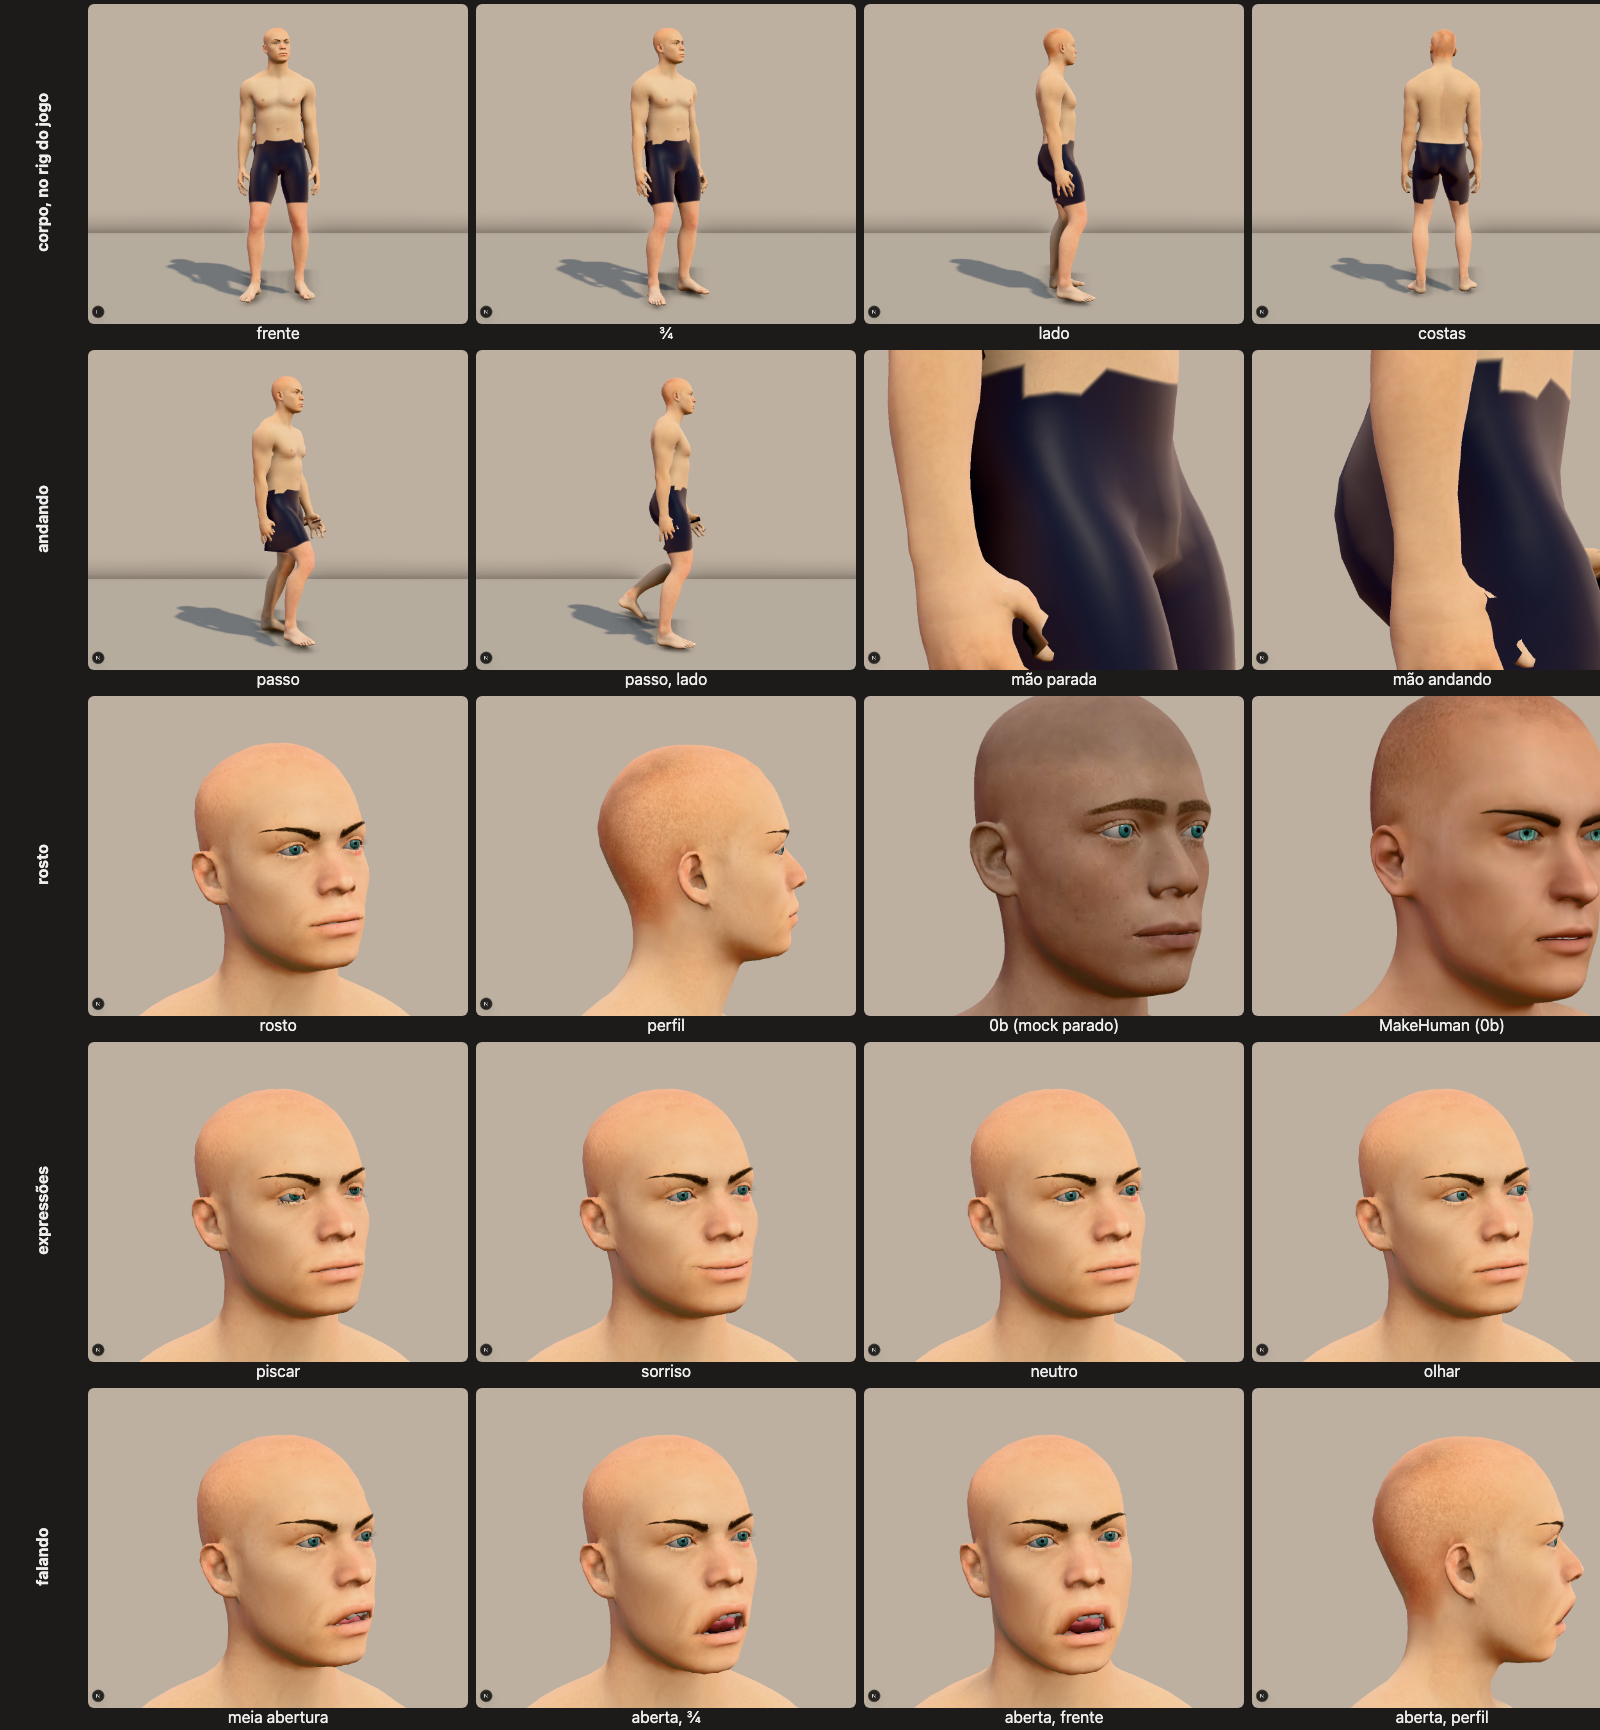 corpo, no rig do jogo
frente
¾
lado
costas
andando
passo
passo, lado
mão parada
mão andando
rosto
rosto
perfil
0b (mock parado)
MakeHuman (0b)
expressões
piscar
sorriso
neutro
olhar
falando
meia abertura
aberta, ¾
aberta, frente
aberta, perfil